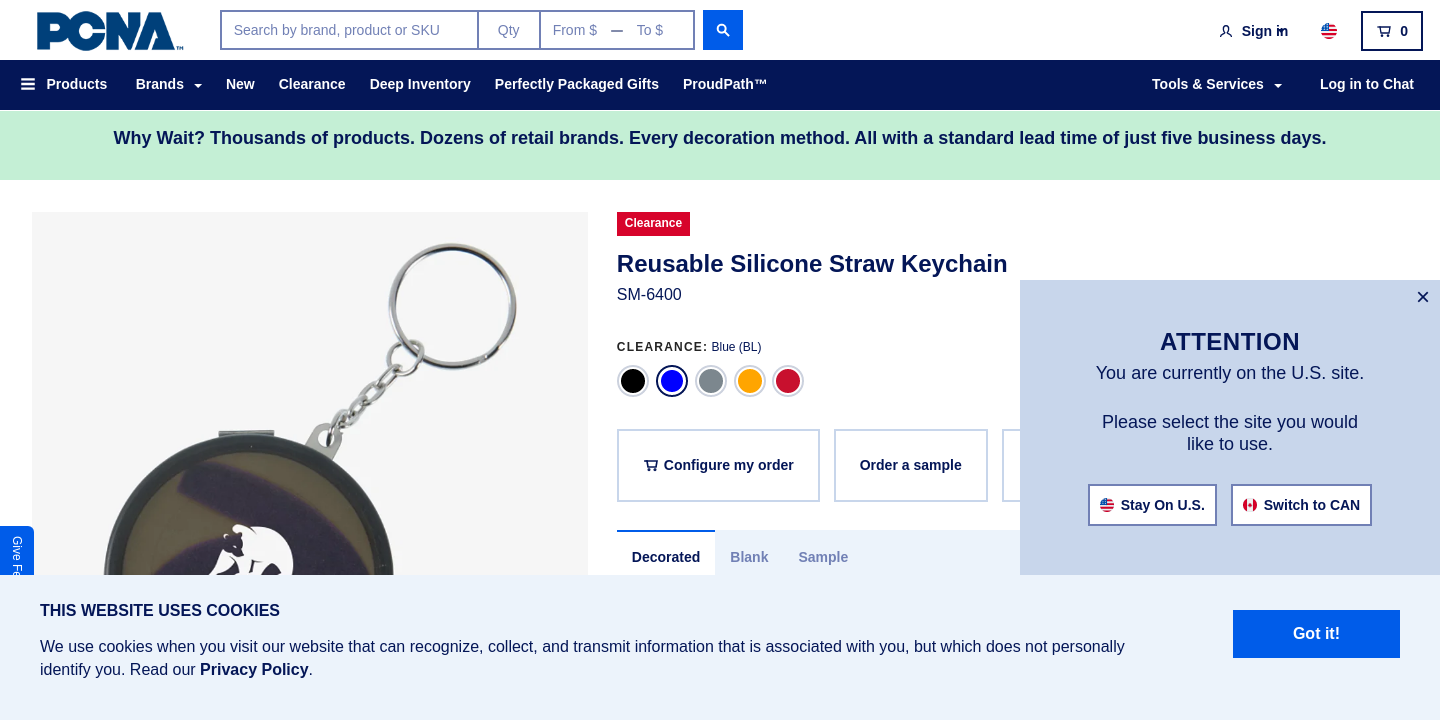 PCNA™
Search by brand, product or SKU Qty From $ — To $
Sign in
0
Products Brands New Clearance Deep Inventory Perfectly Packaged Gifts ProudPath™ Tools & Services Log in to Chat
Why Wait? Thousands of products. Dozens of retail brands. Every decoration method. All with a standard lead time of just five business days.
Clearance
Reusable Silicone Straw Keychain
SM-6400
CLEARANCE: Blue (BL)
Configure my order Order a sample
Decorated Blank Sample
×
ATTENTION
You are currently on the U.S. site.
Please select the site you would
like to use.
Stay On U.S. Switch to CAN
Give Fe
THIS WEBSITE USES COOKIES
We use cookies when you visit our website that can recognize, collect, and transmit information that is associated with you, but which does not personally
identify you. Read our Privacy Policy.
Got it!